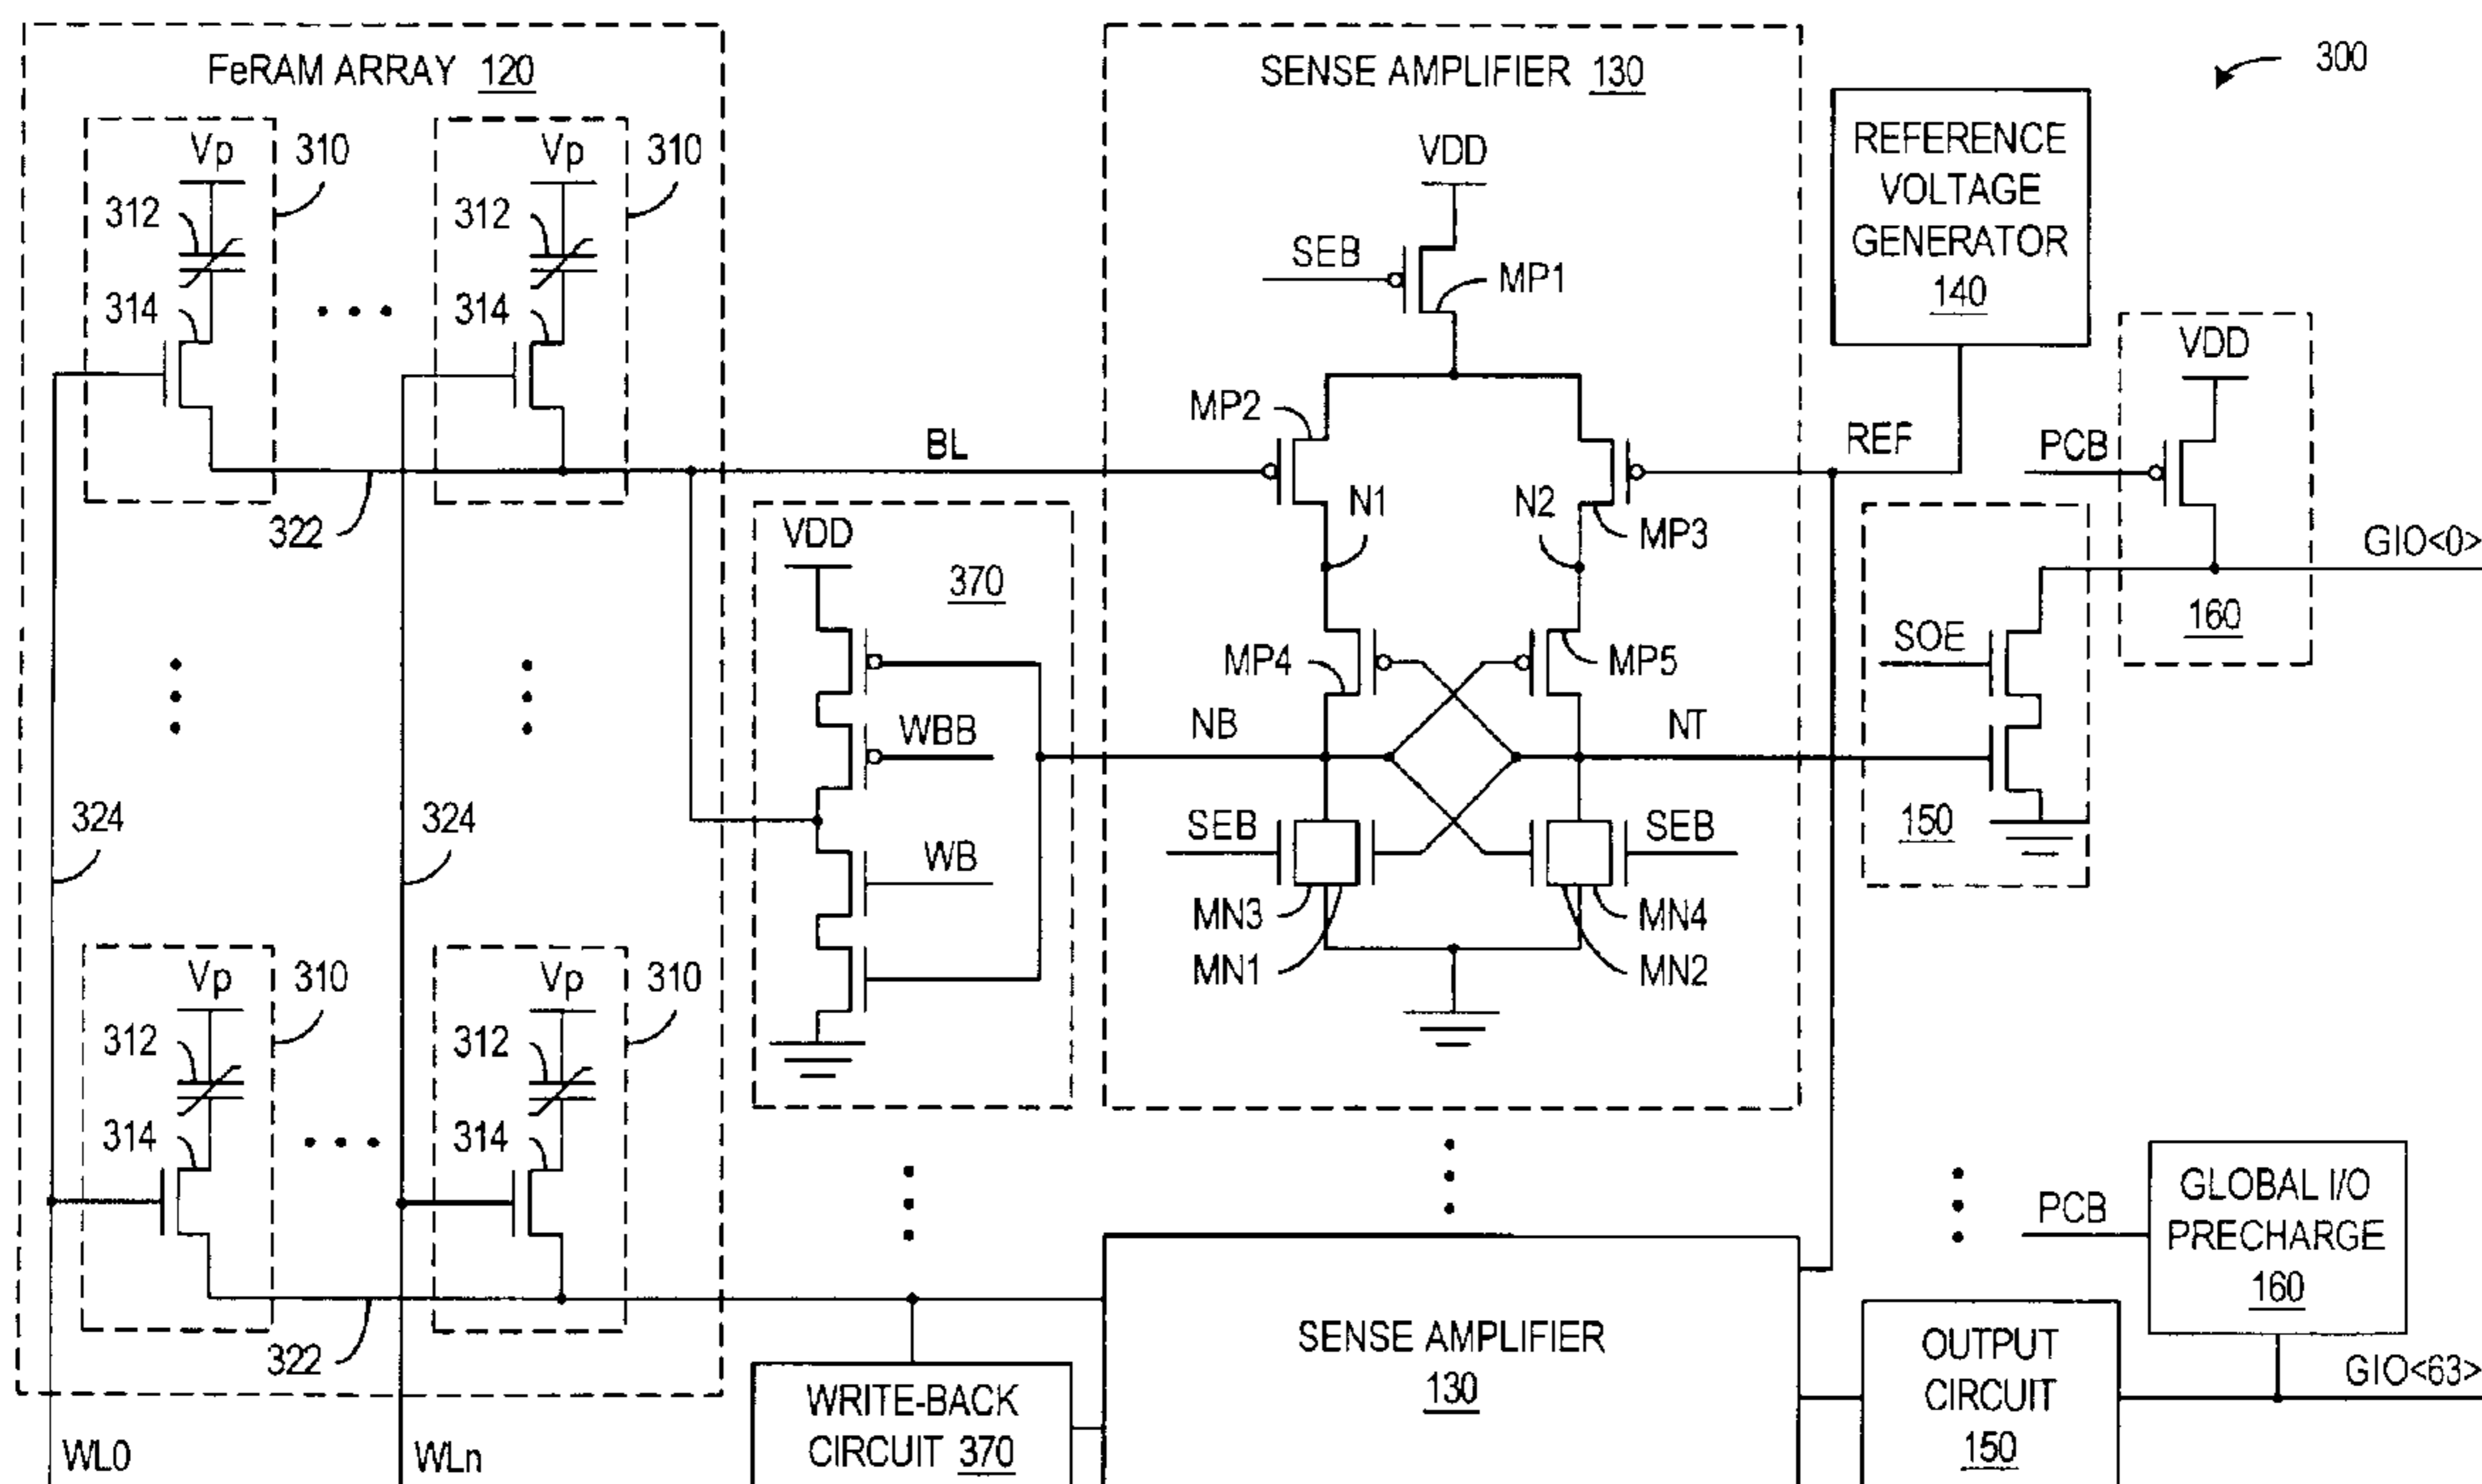 FeRAM ARRAY 120
SENSE AMPLIFIER 130
300
Vp
310
312
314
Vp
310
312
314
322
BL
VDD
SEB
MP1
MP2
MP3
N1
N2
MP4
MP5
NB
NT
SEB
SEB
MN3
MN1
MN4
MN2
REFERENCE
VOLTAGE
GENERATOR
140
REF
VDD
PCB
160
GIO<0>
SOE
150
VDD
370
WBB
WB
324
324
Vp
310
312
314
Vp
310
312
314
322
WL0
WLn
WRITE-BACK
CIRCUIT 370
SENSE AMPLIFIER
130
PCB
GLOBAL I/O
PRECHARGE
160
OUTPUT
CIRCUIT
150
GIO<63>